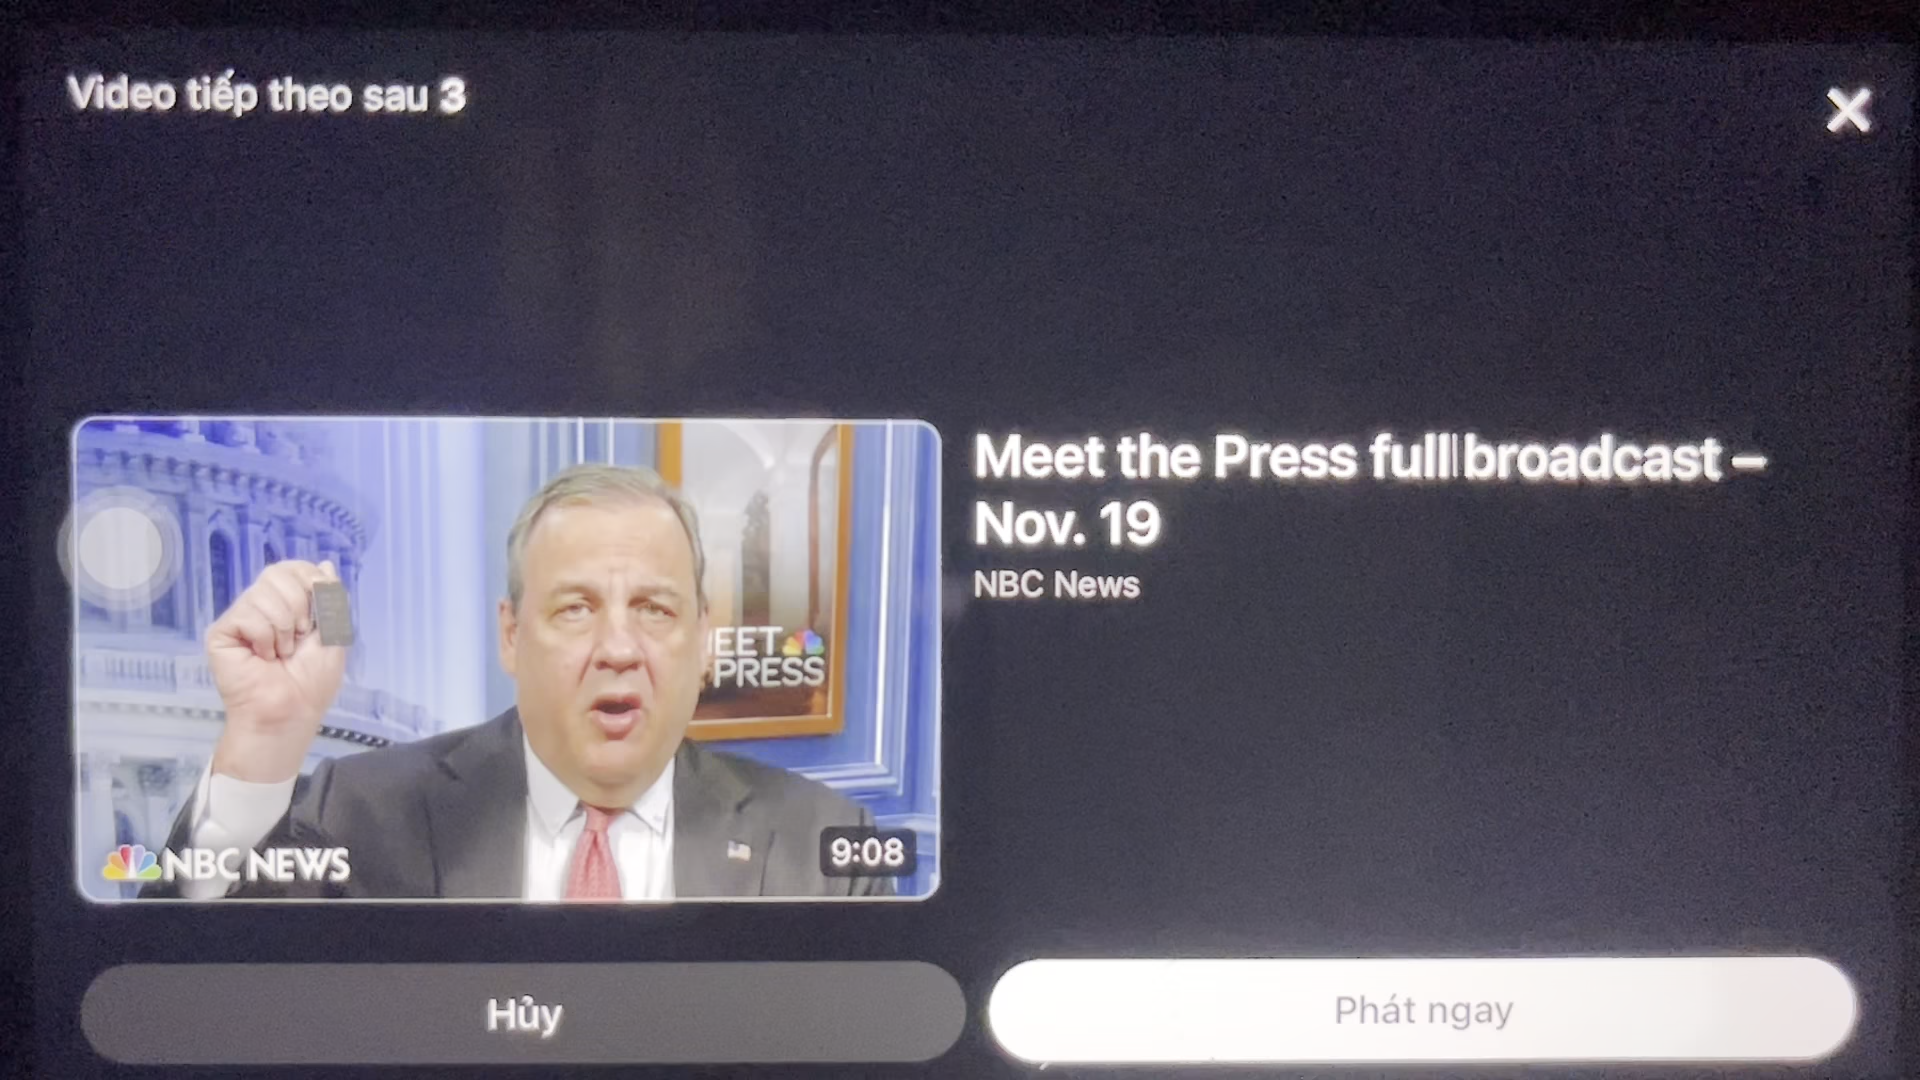 Video tiếp theo sau 3
Meet the Press full broadcast –
Nov. 19
NBC News
EET
PRESS
NBC NEWS
9:08
Hủy
Phát ngay